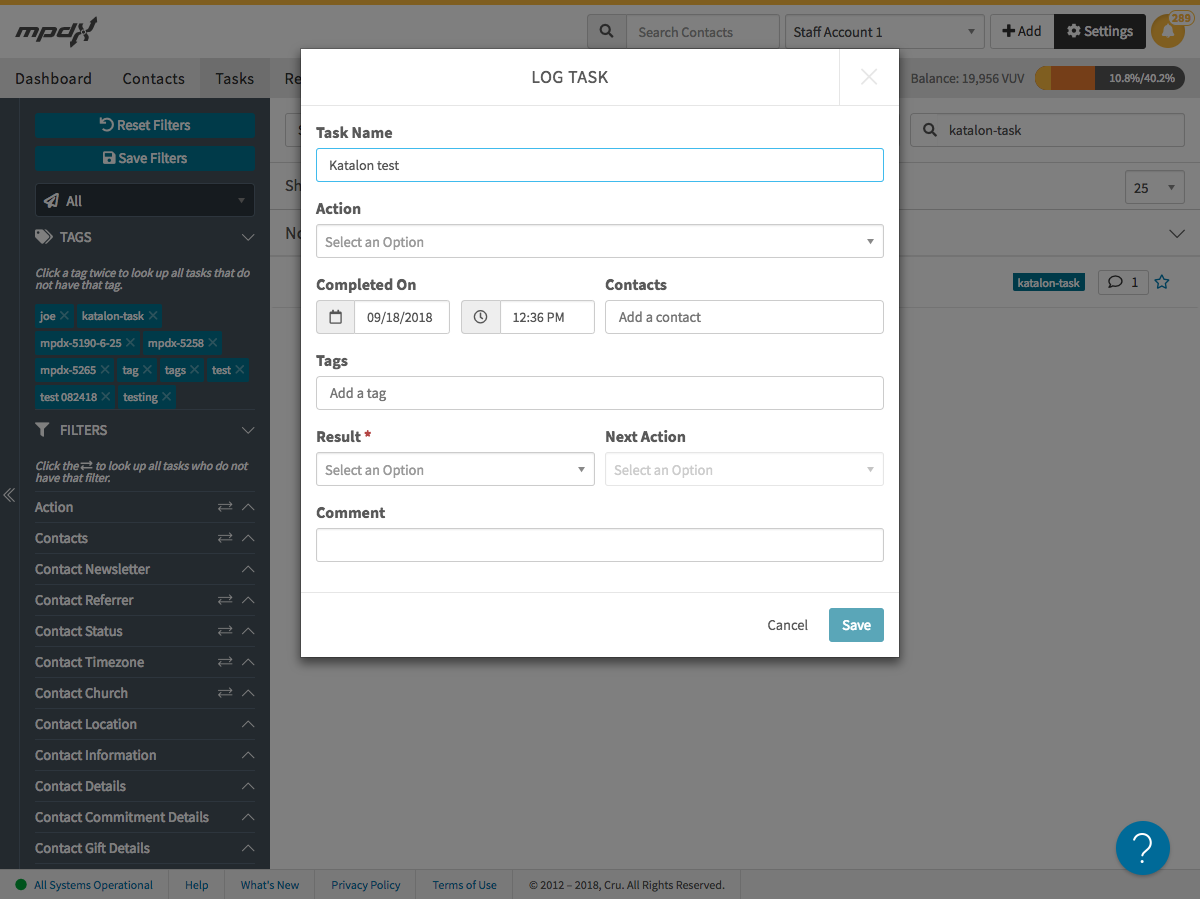 mpdx
Search Contacts
Staff Account 1
Add
Settings
289
Dashboard
Contacts
Tasks
Re
Balance: 19,956 VUV
10.8%/40.2%
Reset Filters
Save Filters
All
TAGS
Click a tag twice to look up all tasks that do
not have that tag.
joe
katalon-task
mpdx-5190-6-25
mpdx-5258
mpdx-5265
tag
tags
test
test 082418
testing
FILTERS
Click the to look up all tasks who do not
have that filter.
Action
Contacts
Contact Newsletter
Contact Referrer
Contact Status
Contact Timezone
Contact Church
Contact Location
Contact Information
Contact Details
Contact Commitment Details
Contact Gift Details
LOG TASK
Task Name
Katalon test
Action
Select an Option
Completed On
Contacts
09/18/2018
12:36 PM
Add a contact
Tags
Add a tag
Result *
Next Action
Select an Option
Select an Option
Comment
Cancel
Save
katalon-task
Sh
25
No
katalon-task
1
?
All Systems Operational
Help
What's New
Privacy Policy
Terms of Use
© 2012 – 2018, Cru. All Rights Reserved.